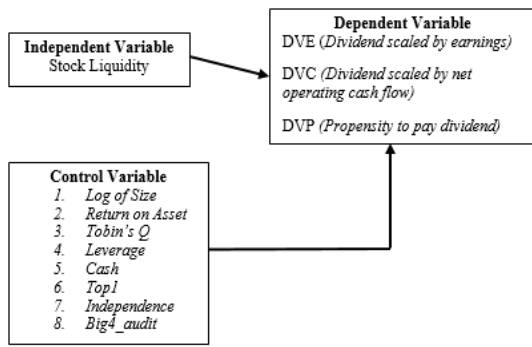 Independent Variable
Stock Liquidity
Dependent Variable
DVE (Dividend scaled by earnings)
DVC (Dividend scaled by net
operating cash flow)
DVP (Propensity to pay dividend)
Control Variable
1. Log of Size
2. Return on Asset
3. Tobin's Q
4. Leverage
5. Cash
6. Top1
7. Independence
8. Big4_audit